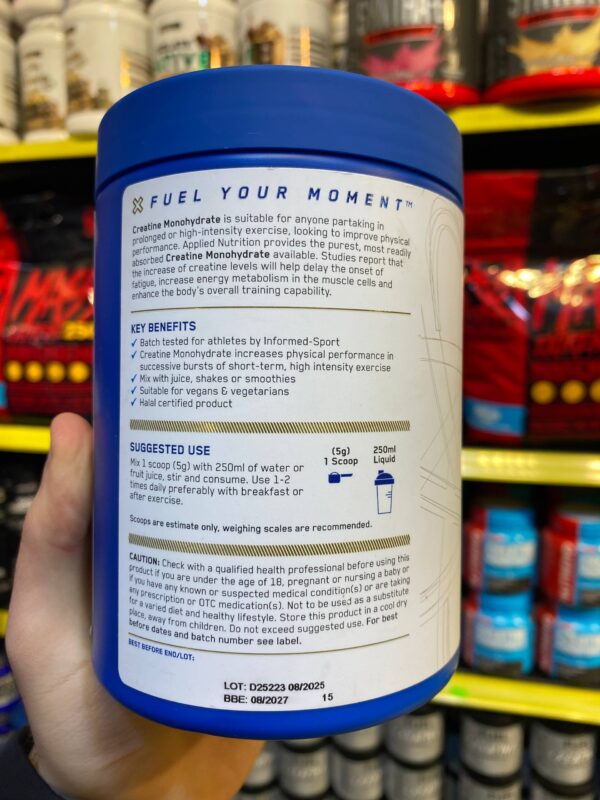 FUEL YOUR MOMENT™
Creatine Monohydrate is suitable for anyone partaking in
prolonged or high-intensity exercise, looking to improve physical
performance. Applied Nutrition provides the purest, most readily
absorbed Creatine Monohydrate available. Studies report that
the increase of creatine levels will help delay the onset of
fatigue, increase energy metabolism in the muscle cells and
enhance the body's overall training capability.
KEY BENEFITS
✓ Batch tested for athletes by Informed-Sport
✓ Creatine Monohydrate increases physical performance in
successive bursts of short-term, high intensity exercise
✓ Mix with juice, shakes or smoothies
✓ Suitable for vegans & vegetarians
✓ Halal certified product
SUGGESTED USE
Mix 1 scoop (5g) with 250ml of water or
fruit juice, stir and consume. Use 1-2
times daily preferably with breakfast or
after exercise.
(5g)
1 Scoop
250ml
Liquid
Scoops are estimate only, weighing scales are recommended.
CAUTION: Check with a qualified health professional before using this
product if you are under the age of 18, pregnant or nursing a baby or
if you have any known or suspected medical condition(s) or are taking
any prescription or OTC medication(s). Not to be used as a substitute
for a varied diet and healthy lifestyle. Store this product in a cool dry
place, away from children. Do not exceed suggested use. For best
before dates and batch number see label.
BEST BEFORE END/LOT:
LOT: D25223 08/2025
BBE: 08/2027 15